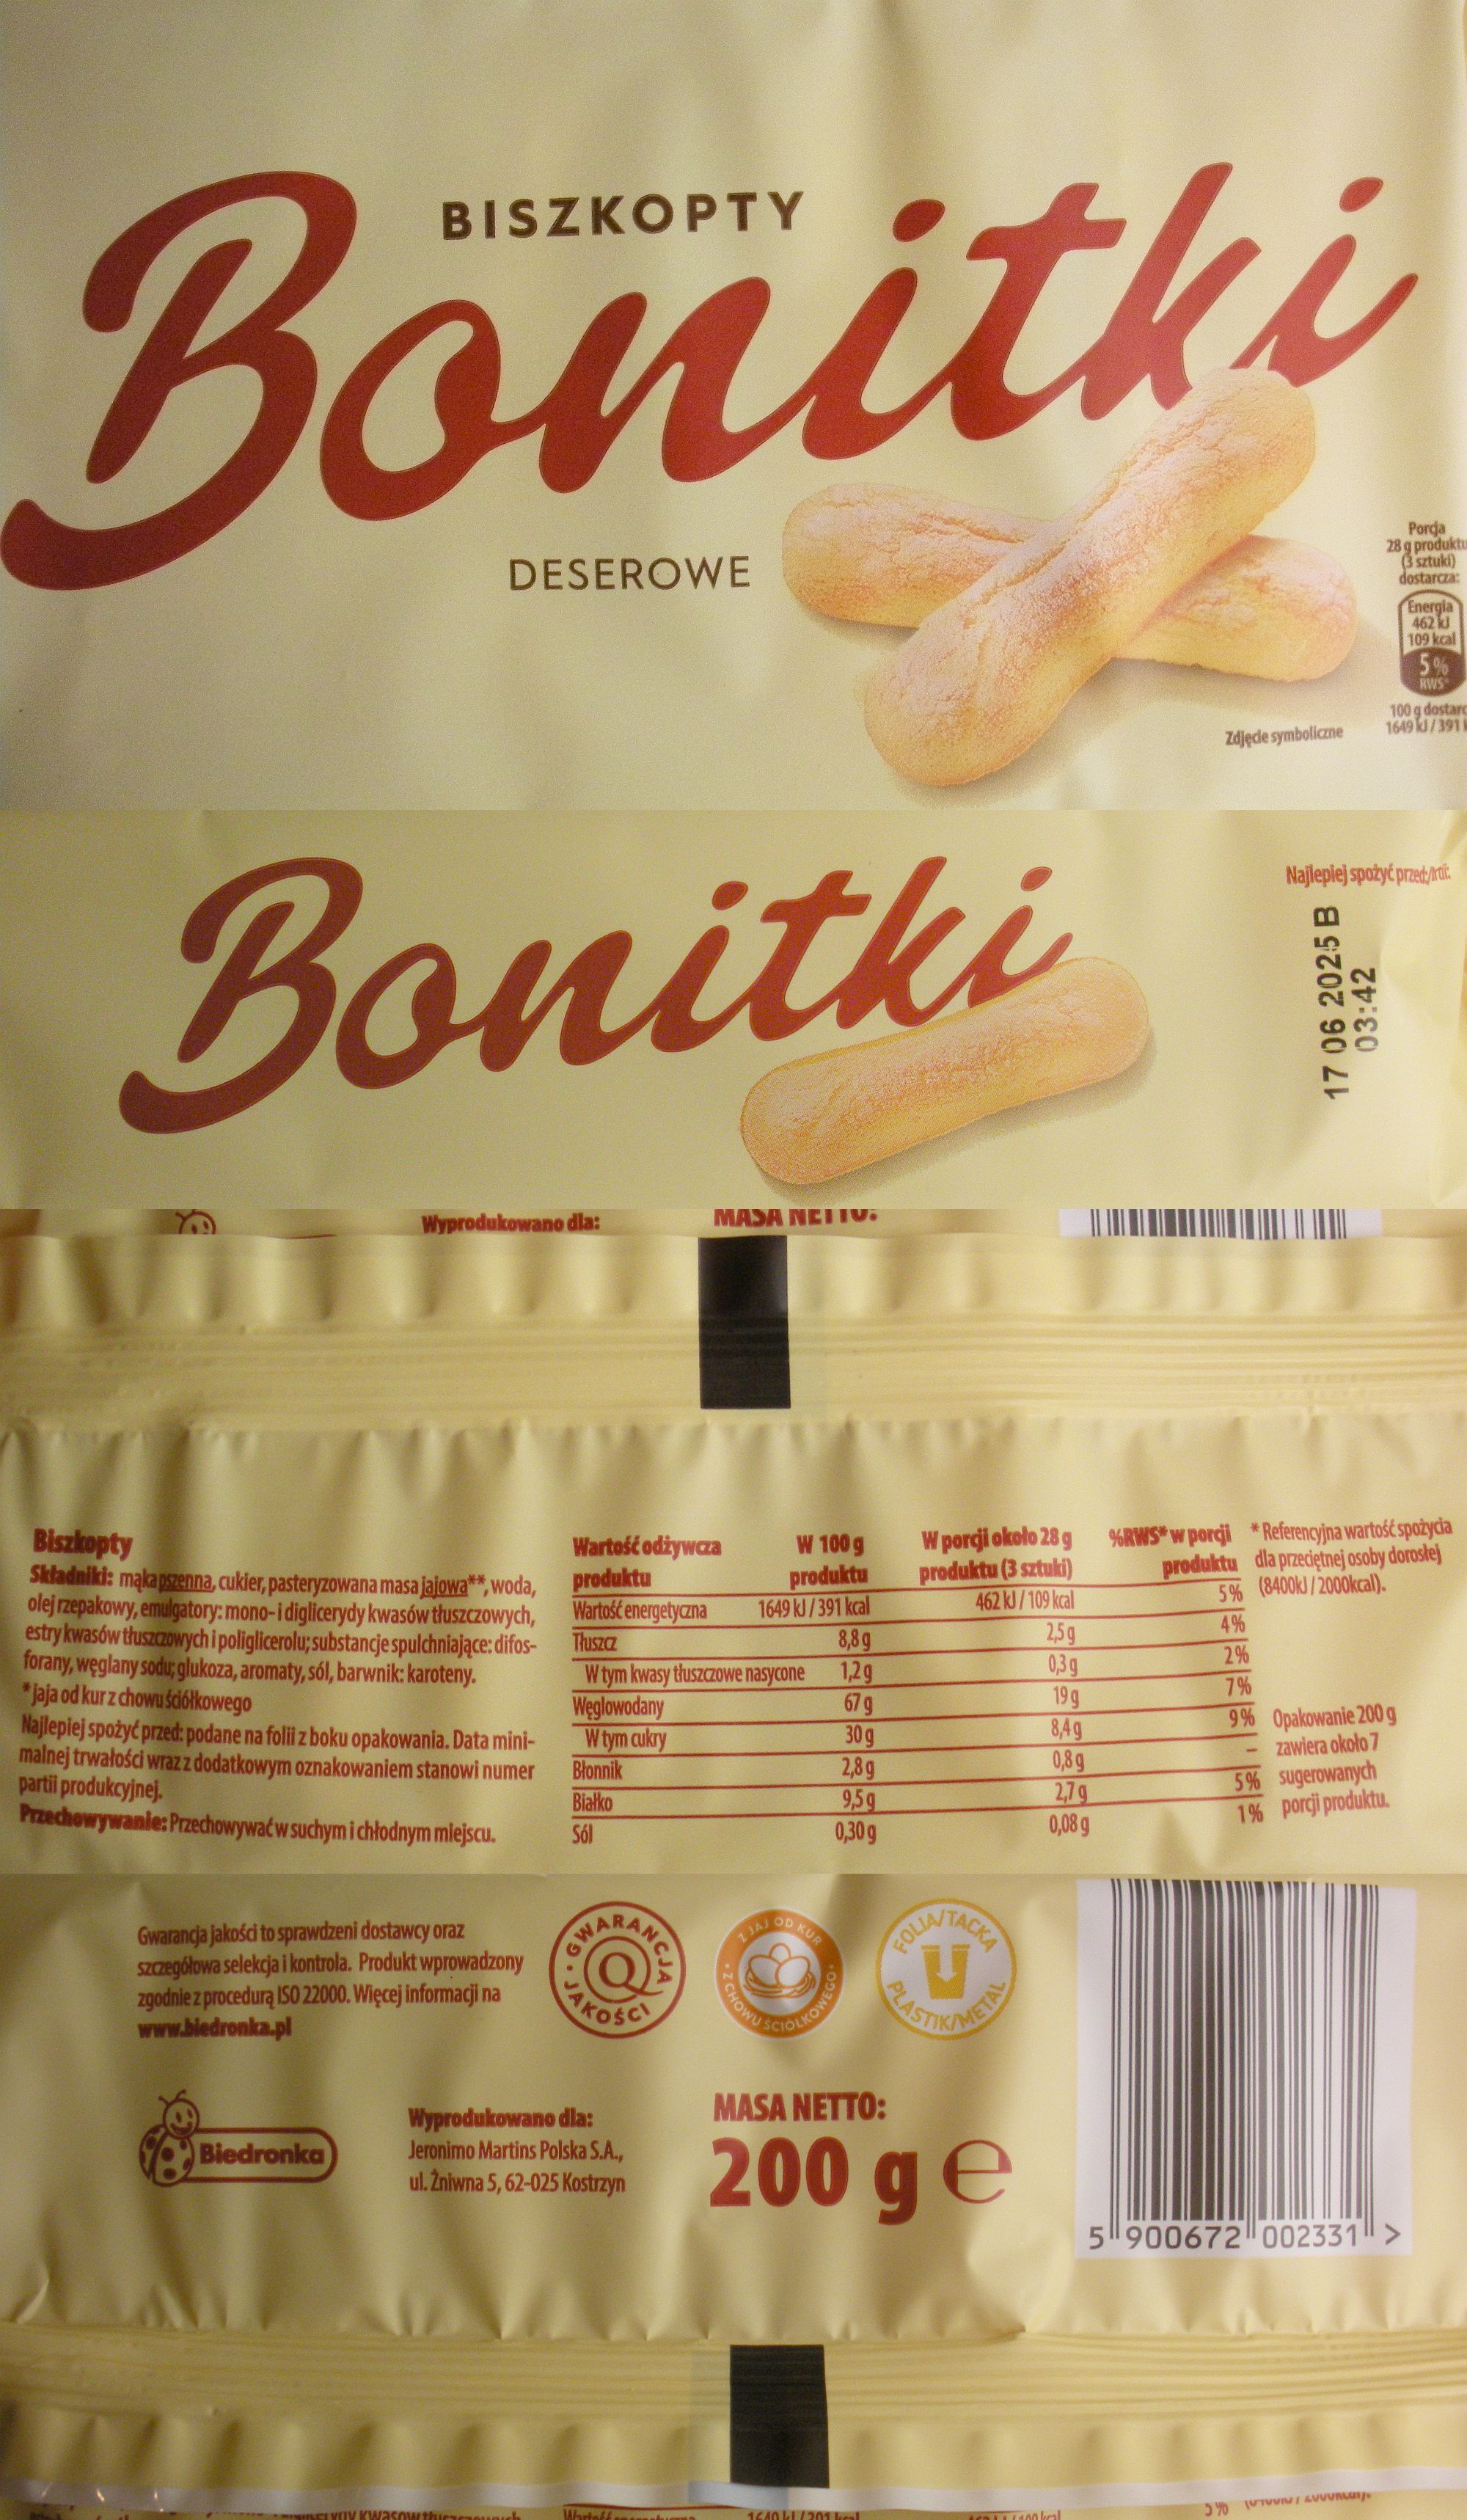 BISZKOPTY
Bonitki
DESEROWE
Porcja
28 g produktu
(3 sztuki)
dostarcza:
Energia
462 kJ
109 kcal
5%
RWS*
100 g
1649 kJ / 391
Zdjęcie symboliczne
Bonitki
Najlepiej spożyć przed:
17 06 2025 B
03:42
Wyprodukowano dla:
MASA NETTO:
Biszkopty
Składniki: mąka pszenna, cukier, pasteryzowana masa jajowa**, woda,
olej rzepakowy, emulgatory: mono- i diglicerydy kwasów tłuszczowych,
estry kwasów tłuszczowych i poliglicerolu; substancje spulchniające: difos-
forany, węglany sodu; glukoza, aromaty, sól, barwnik: karoteny.
*jaja od kur z chowu ściółkowego
Najlepiej spożyć przed: podane na folii z boku opakowania. Data mini-
malnej trwałości wraz z dodatkowym oznakowaniem stanowi numer
partii produkcyjnej.
Przechowywanie: Przechowywać w suchym i chłodnym miejscu.
Wartość odżywcza produktu W 100 g produktu W porcji około 28 g produktu (3 sztuki) %RWS* w porcji produktu
Wartość energetyczna 1649 kJ / 391 kcal 462 kJ / 109 kcal 5%
Tłuszcz 8,8 g 2,5 g 4%
W tym kwasy tłuszczowe nasycone 1,2 g 0,3 g 2%
Węglowodany 67 g 19 g 7%
W tym cukry 30 g 8,4 g 9%
Błonnik 2,8 g 0,8 g –
Białko 9,5 g 2,7 g 5%
Sól 0,30 g 0,08 g 1%
* Referencyjna wartość spożycia
dla przeciętnej osoby dorosłej
(8400kJ / 2000kcal).
Opakowanie 200 g
zawiera około 7
sugerowanych
porcji produktu.
Gwarancja jakości to sprawdzeni dostawcy oraz
szczegółowa selekcja i kontrola. Produkt wprowadzony
zgodnie z procedurą ISO 22000. Więcej informacji na
www.biedronka.pl
GWARANCJA JAKOŚCI
Q
Z JAJ OD KUR
Z CHOWU ŚCIÓŁKOWEGO
FOLIA/TACKA
PLASTIK/METAL
Biedronka
Wyprodukowano dla:
Jeronimo Martins Polska S.A.,
ul. Żniwna 5, 62-025 Kostrzyn
MASA NETTO:
200 g ℮
5 900672 002331 >